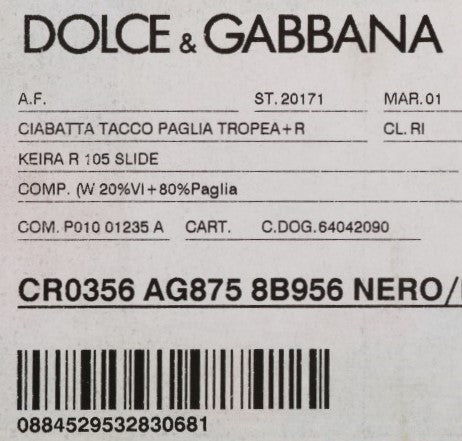 DOLCE & GABBANA
A.F. ST. 20171 MAR. 01
CIABATTA TACCO PAGLIA TROPEA+R CL. RI
KEIRA R 105 SLIDE
COMP. (W 20%VI+80%Paglia
COM. P010 01235 A CART. C.DOG.64042090
CR0356 AG875 8B956 NERO/
0884529532830681